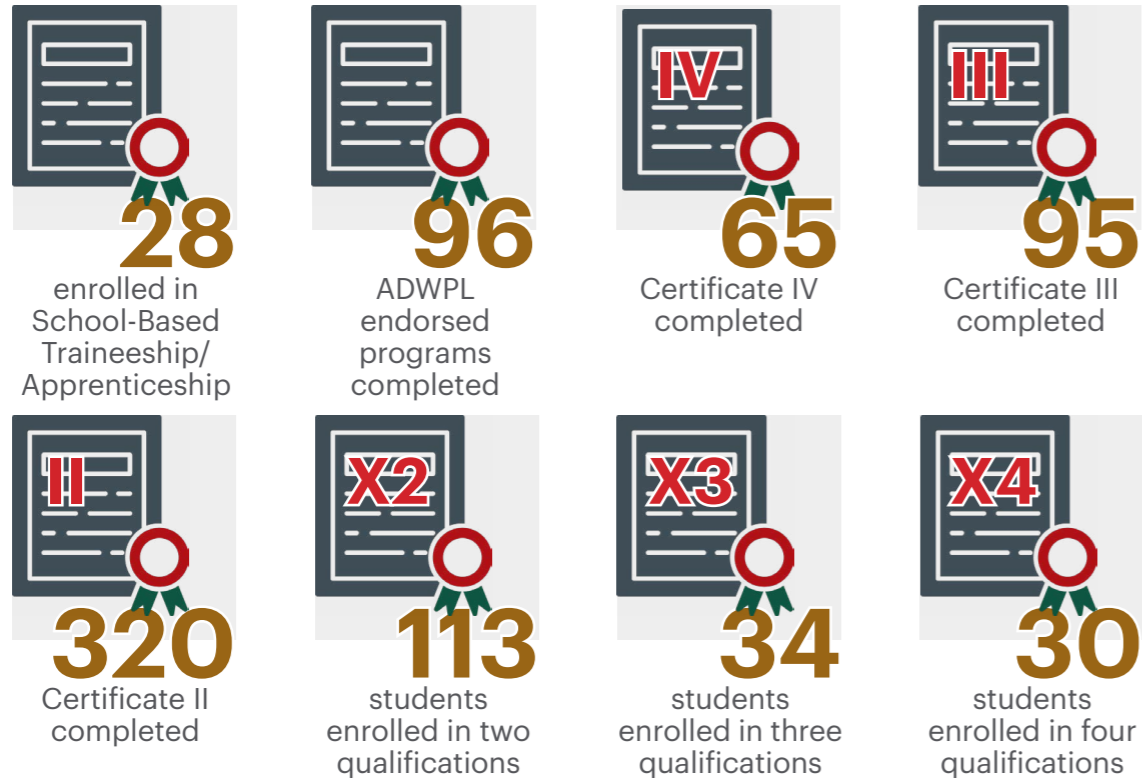 28
enrolled in
School-Based
Traineeship/
Apprenticeship
96
ADWPL
endorsed
programs
completed
IV
65
Certificate IV
completed
III
95
Certificate III
completed
II
320
Certificate II
completed
X2
113
students
enrolled in two
qualifications
X3
34
students
enrolled in three
qualifications
X4
30
students
enrolled in four
qualifications